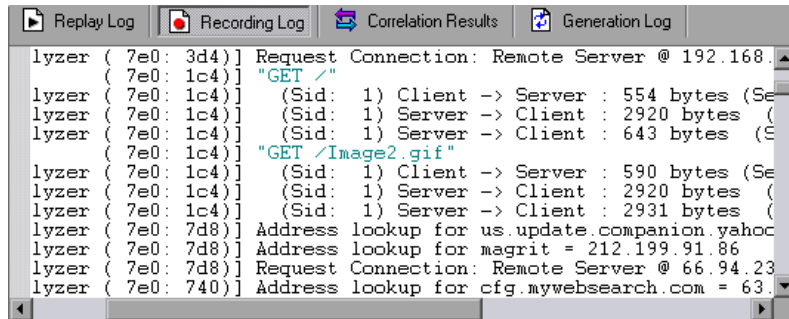 Replay Log Recording Log Correlation Results Generation Log
lyzer ( 7e0: 3d4)] Request Connection: Remote Server @ 192.168.
( 7e0: 1c4)] "GET /"
lyzer ( 7e0: 1c4)] (Sid: 1) Client -> Server : 554 bytes (Se
lyzer ( 7e0: 1c4)] (Sid: 1) Server -> Client : 2920 bytes (
lyzer ( 7e0: 1c4)] (Sid: 1) Server -> Client : 643 bytes (S
( 7e0: 1c4)] "GET /Image2.gif"
lyzer ( 7e0: 1c4)] (Sid: 1) Client -> Server : 590 bytes (Se
lyzer ( 7e0: 1c4)] (Sid: 1) Server -> Client : 2920 bytes (
lyzer ( 7e0: 1c4)] (Sid: 1) Server -> Client : 2931 bytes (
lyzer ( 7e0: 7d8)] Address lookup for us.update.companion.yahoc
lyzer ( 7e0: 7d8)] Address lookup for magrit = 212.199.91.86
lyzer ( 7e0: 7d8)] Request Connection: Remote Server @ 66.94.23
lyzer ( 7e0: 740)] Address lookup for cfg.mywebsearch.com = 63.